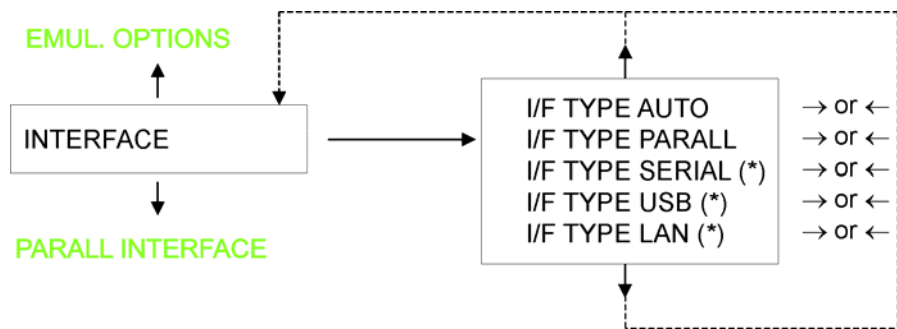 EMUL. OPTIONS
INTERFACE
PARALL INTERFACE
I/F TYPE AUTO → or ←
I/F TYPE PARALL → or ←
I/F TYPE SERIAL (*) → or ←
I/F TYPE USB (*) → or ←
I/F TYPE LAN (*) → or ←